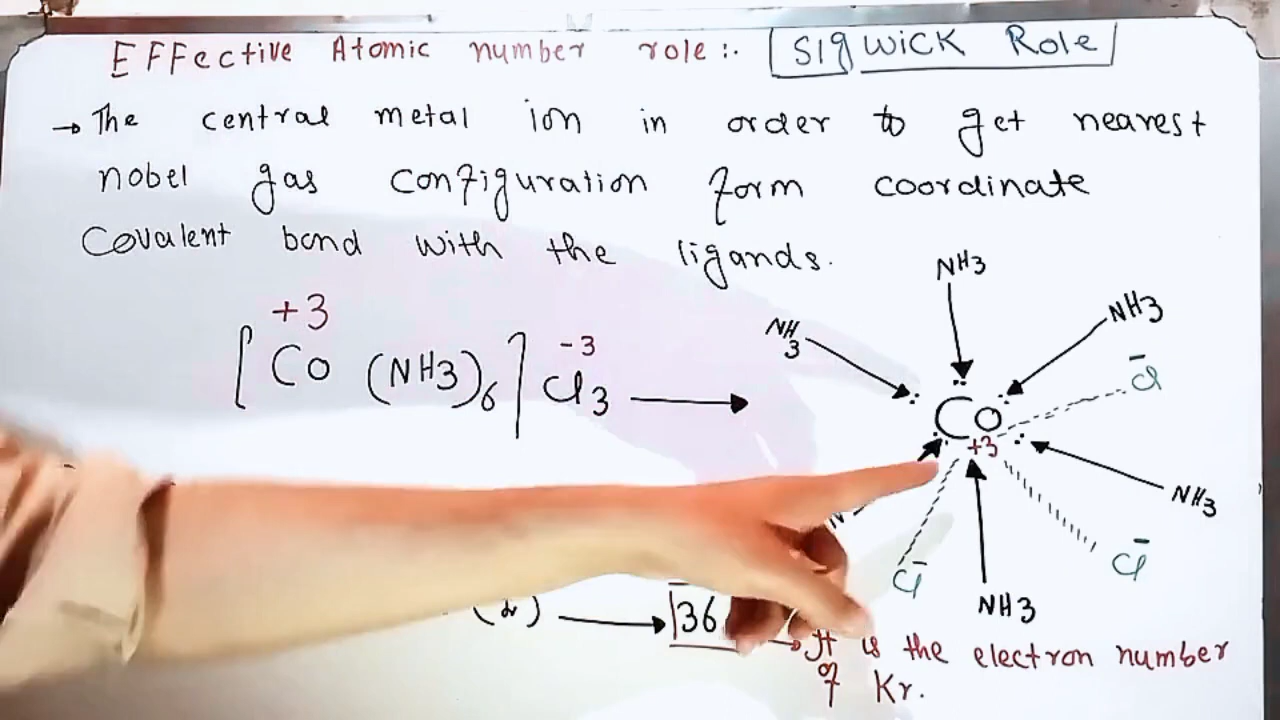 Effective Atomic number role:- Sigwick Role
→ The central metal ion in order to get nearest
nobel gas configuration form coordinate
Covalent bond with the ligands.
NH3
NH3
NH
3
+3
-3
[Co (NH3)6] Cl3 →
Cl-
Co
+3
NH3
Cl-
Cl-
NH3
→ 36
→ It is the electron number
of Kr.